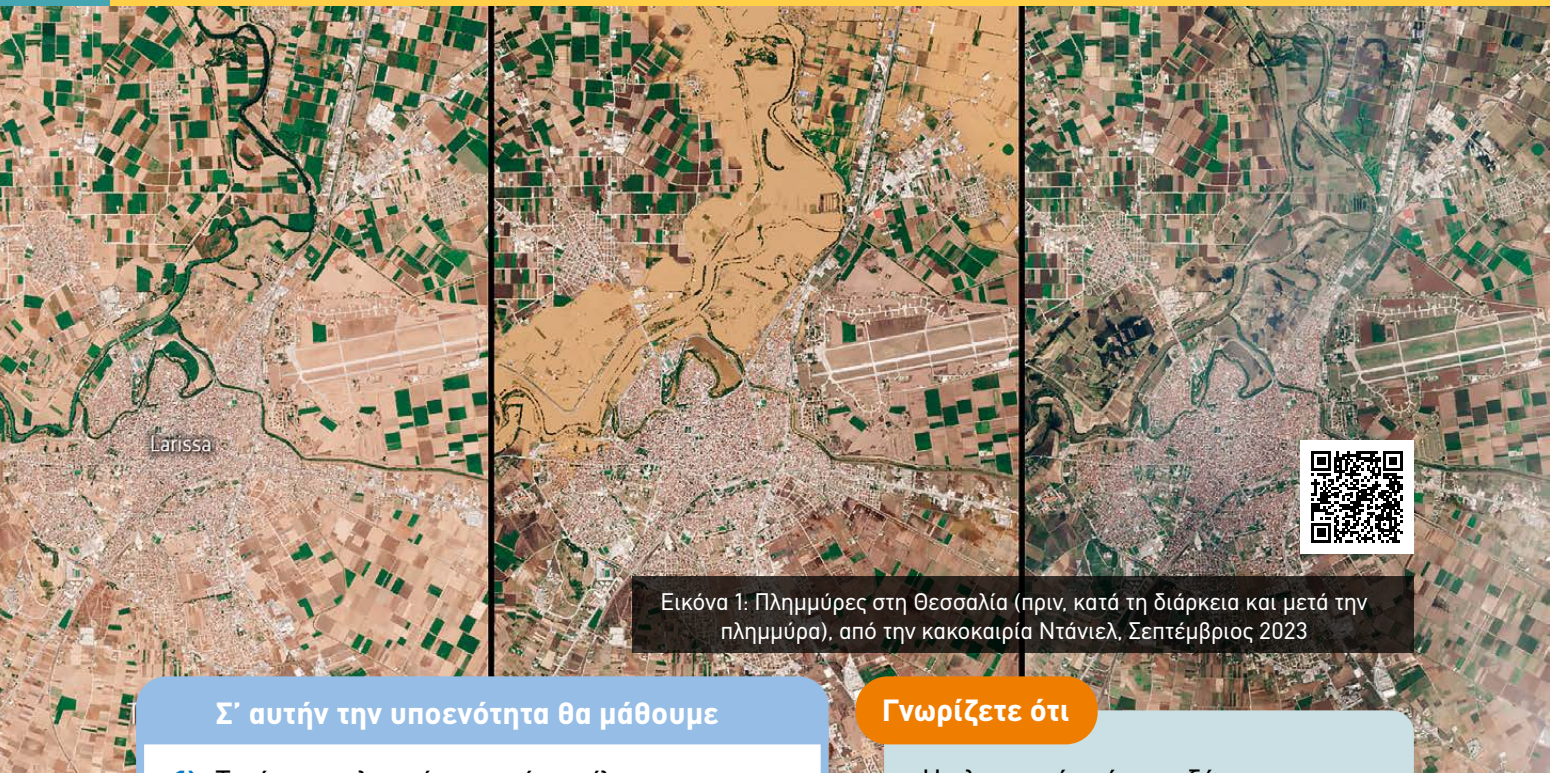 Larissa
Εικόνα 1: Πλημμύρες στη Θεσσαλία (πριν, κατά τη διάρκεια και μετά την
πλημμύρα), από την κακοκαιρία Ντάνιελ, Σεπτέμβριος 2023
Σ' αυτήν την υποενότητα θα μάθουμε
Γνωρίζετε ότι